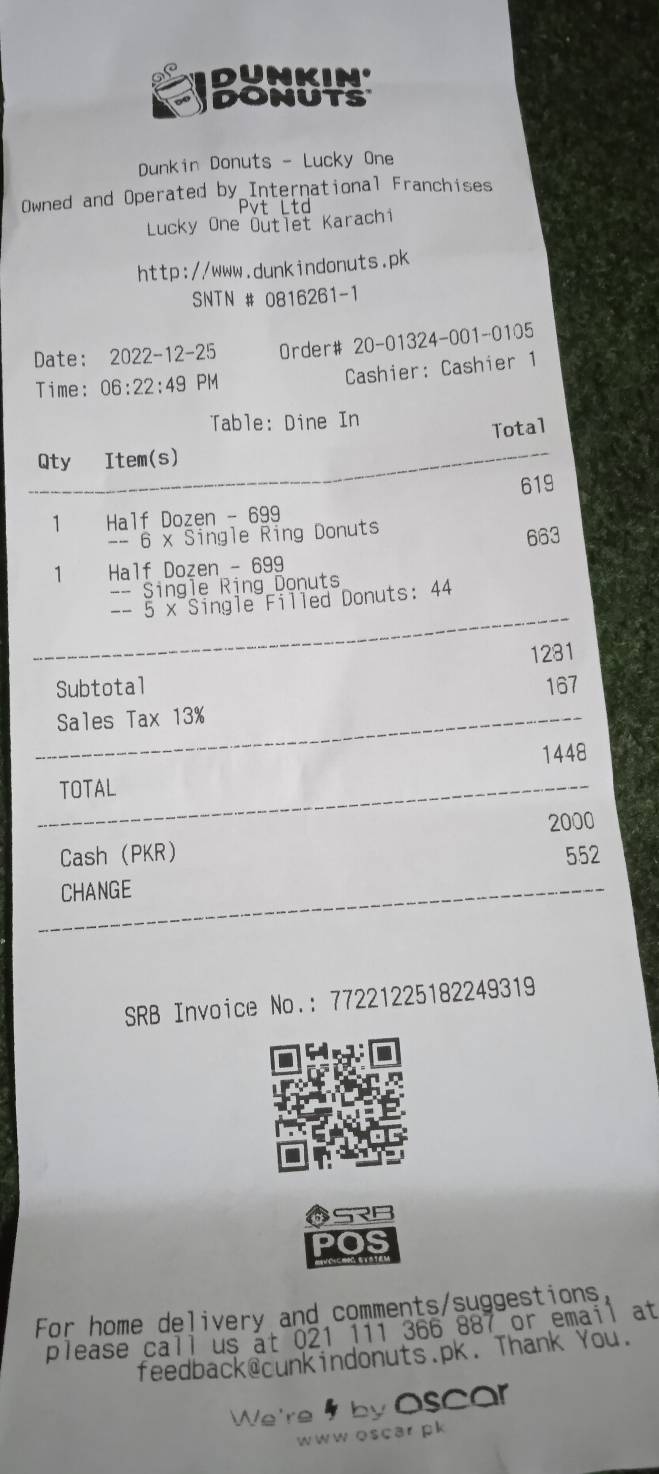 DUNKIN'
DONUTS
Dunkin Donuts - Lucky One
Owned and Operated by International Franchises
Pvt Ltd
Lucky One Outlet Karachi
http://www.dunkindonuts.pk
SNTN # 0816261-1
Date: 2022-12-25 Order# 20-01324-001-0105
Time: 06:22:49 PM Cashier: Cashier 1
Table: Dine In
Qty Item(s) Total
1 Half Dozen - 699 619
-- 6 x Single Ring Donuts
1 Half Dozen - 699 663
-- Single Ring Donuts
-- 5 x Single Filled Donuts: 44
Subtotal 1281
Sales Tax 13% 167
TOTAL 1448
Cash (PKR) 2000
CHANGE 552
SRB Invoice No.: 77221225182249319
SRB
POS
INVOICING SYSTEM
For home delivery and comments/suggestions,
please call us at 021 111 366 887 or email at
feedback@cunkindonuts.pk. Thank You.
We're by oscar
www oscar pk